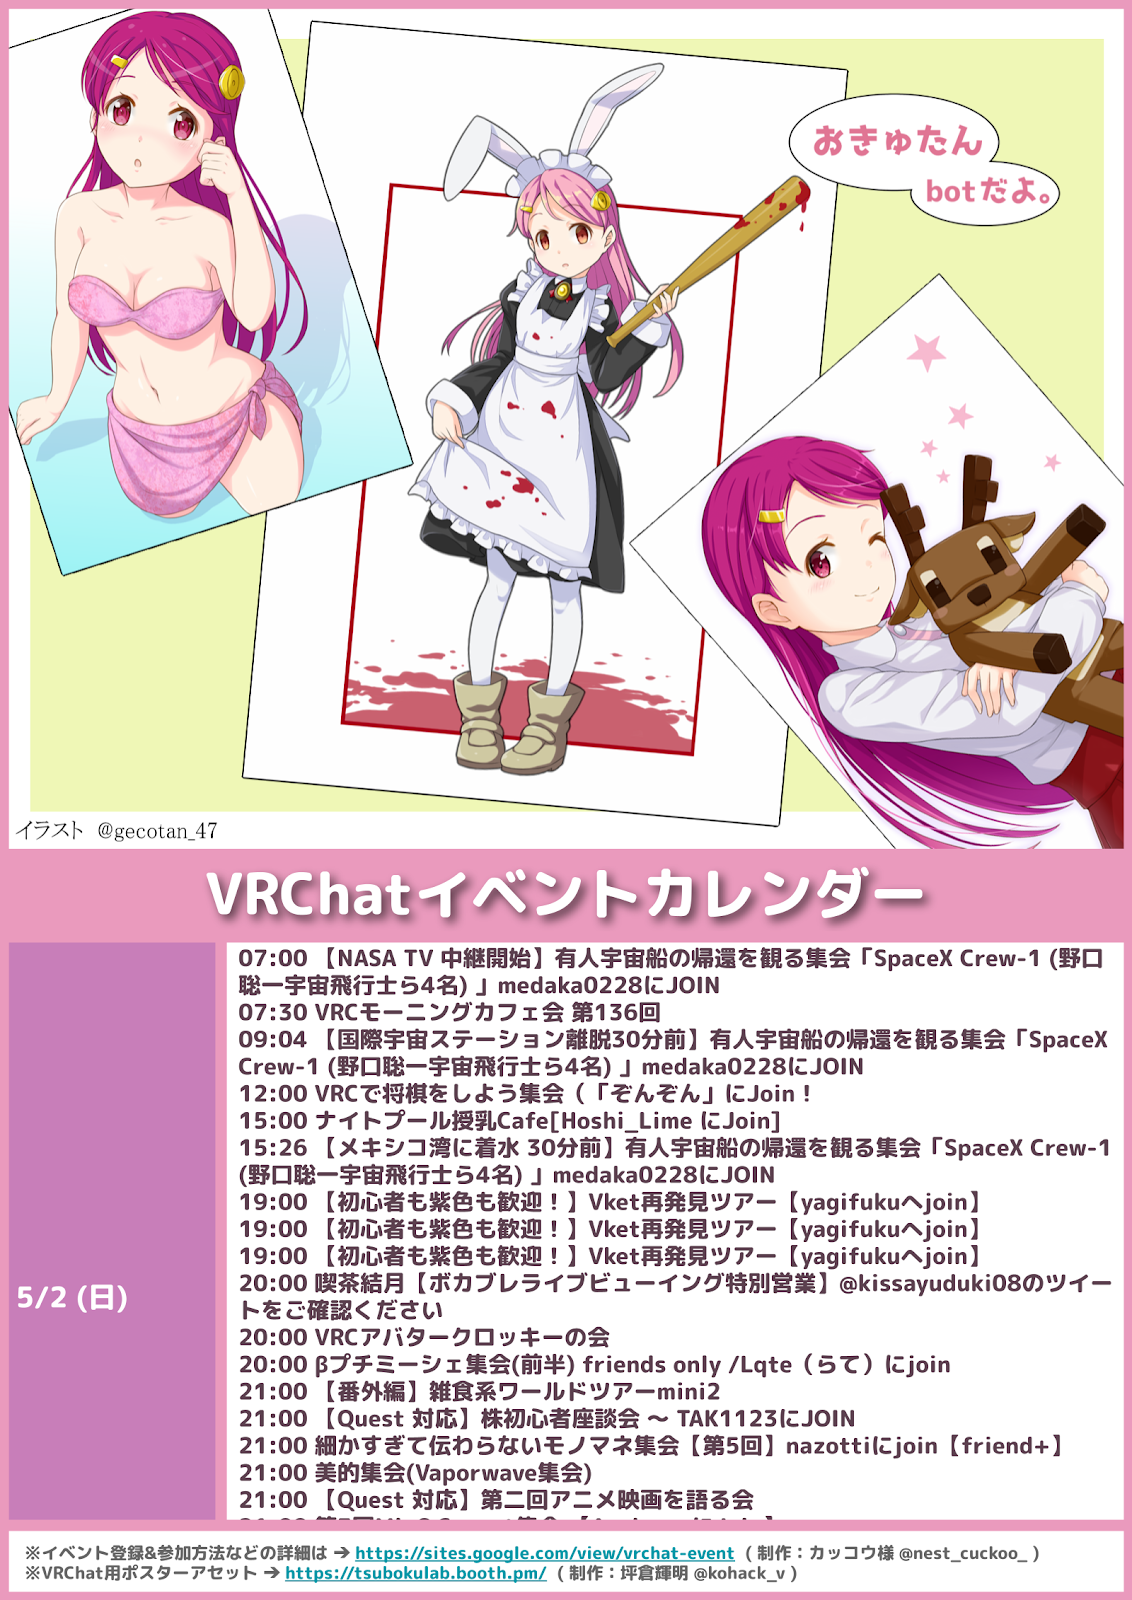 おきゅたん
botだよ。
イラスト @gecotan_47
VRChatイベントカレンダー
5/2 (日)
07:00 【NASA TV 中継開始】有人宇宙船の帰還を観る集会「SpaceX Crew-1 (野口
聡一宇宙飛行士ら4名) 」medaka0228にJOIN
07:30 VRCモーニングカフェ会 第136回
09:04 【国際宇宙ステーション離脱30分前】有人宇宙船の帰還を観る集会「SpaceX
Crew-1 (野口聡一宇宙飛行士ら4名) 」medaka0228にJOIN
12:00 VRCで将棋をしよう集会（「ぞんぞん」にJoin！
15:00 ナイトプール授乳Cafe[Hoshi_Lime にJoin]
15:26 【メキシコ湾に着水 30分前】有人宇宙船の帰還を観る集会「SpaceX Crew-1
(野口聡一宇宙飛行士ら4名) 」medaka0228にJOIN
19:00 【初心者も紫色も歓迎！】Vket再発見ツアー【yagifukuへjoin】
19:00 【初心者も紫色も歓迎！】Vket再発見ツアー【yagifukuへjoin】
19:00 【初心者も紫色も歓迎！】Vket再発見ツアー【yagifukuへjoin】
20:00 喫茶結月【ボカブレライブビューイング特別営業】@kissayuduki08のツイー
トをご確認ください
20:00 VRCアバタークロッキーの会
20:00 βプチミーシェ集会(前半) friends only /Lqte（らて）にjoin
21:00 【番外編】雑食系ワールドツアーmini2
21:00 【Quest 対応】株初心者座談会 ～ TAK1123にJOIN
21:00 細かすぎて伝わらないモノマネ集会【第5回】nazottiにjoin【friend+】
21:00 美的集会(Vaporwave集会)
21:00 【Quest 対応】第二回アニメ映画を語る会
※イベント登録&参加方法などの詳細は ➔ https://sites.google.com/view/vrchat-event ( 制作：カッコウ様 @nest_cuckoo_ )
※VRChat用ポスターアセット ➔ https://tsubokulab.booth.pm/ ( 制作：坪倉輝明 @kohack_v )